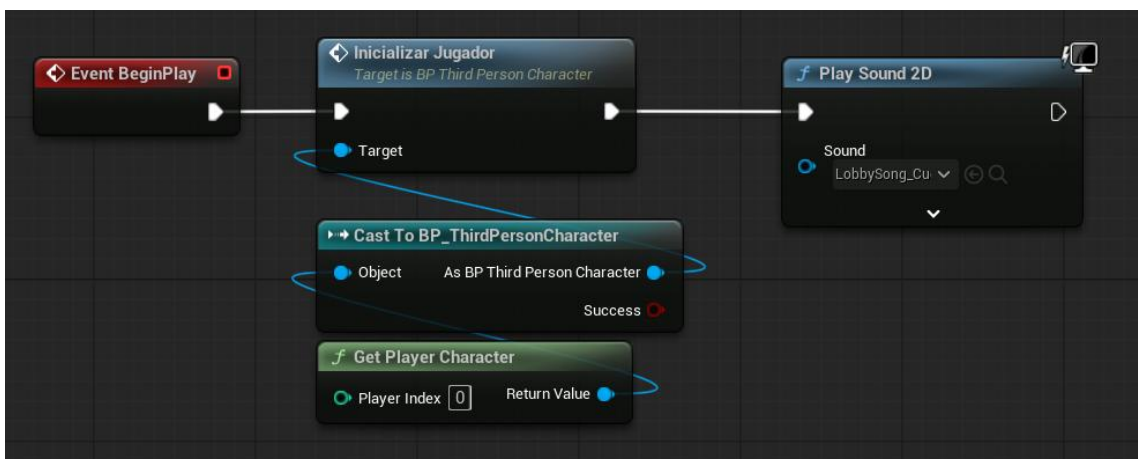 Event BeginPlay
Inicializar Jugador
Target is BP Third Person Character
Target
f Play Sound 2D
Sound
LobbySong_Cu
Cast To BP_ThirdPersonCharacter
Object As BP Third Person Character
Success
f Get Player Character
Player Index 0 Return Value